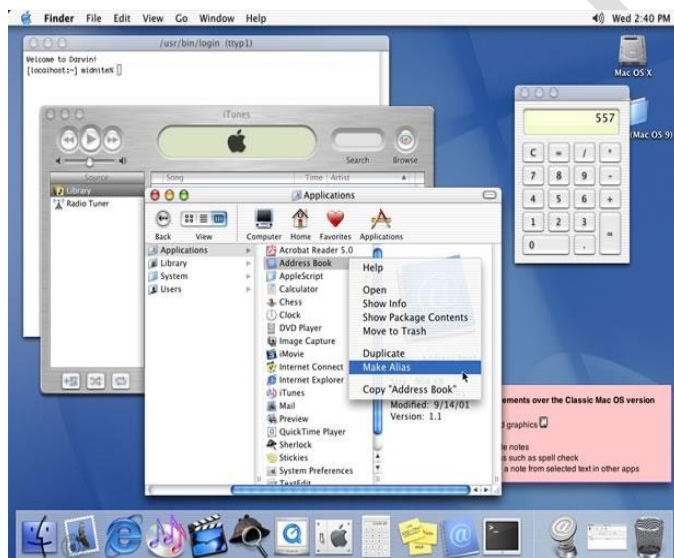 Finder File Edit View Go Window Help
Wed 2:40 PM
/usr/bin/login (ttyp1)
Welcome to Darwin!
[localhost:~] midnite%
Mac OS X
(Mac OS 9)
557
C = / *
7 8 9 -
4 5 6 +
1 2 3 =
0 .
iTunes
Search Browse
Source Song Time Artist
Library
Radio Tuner
Applications
Back View Computer Home Favorites Applications
Applications
Library
System
Users
Acrobat Reader 5.0
Address Book
AppleScript
Calculator
Chess
Clock
DVD Player
Image Capture
iMovie
Internet Connect
Internet Explorer
iTunes
Mail
Preview
QuickTime Player
Sherlock
Stickies
System Preferences
TextEdit
Help
Open
Show Info
Show Package Contents
Move to Trash
Duplicate
Make Alias
Copy "Address Book"
Modified: 9/14/01
Version: 1.1
ements over the Classic Mac OS version
d graphics
le notes
s such as spell check
a note from selected text in other apps